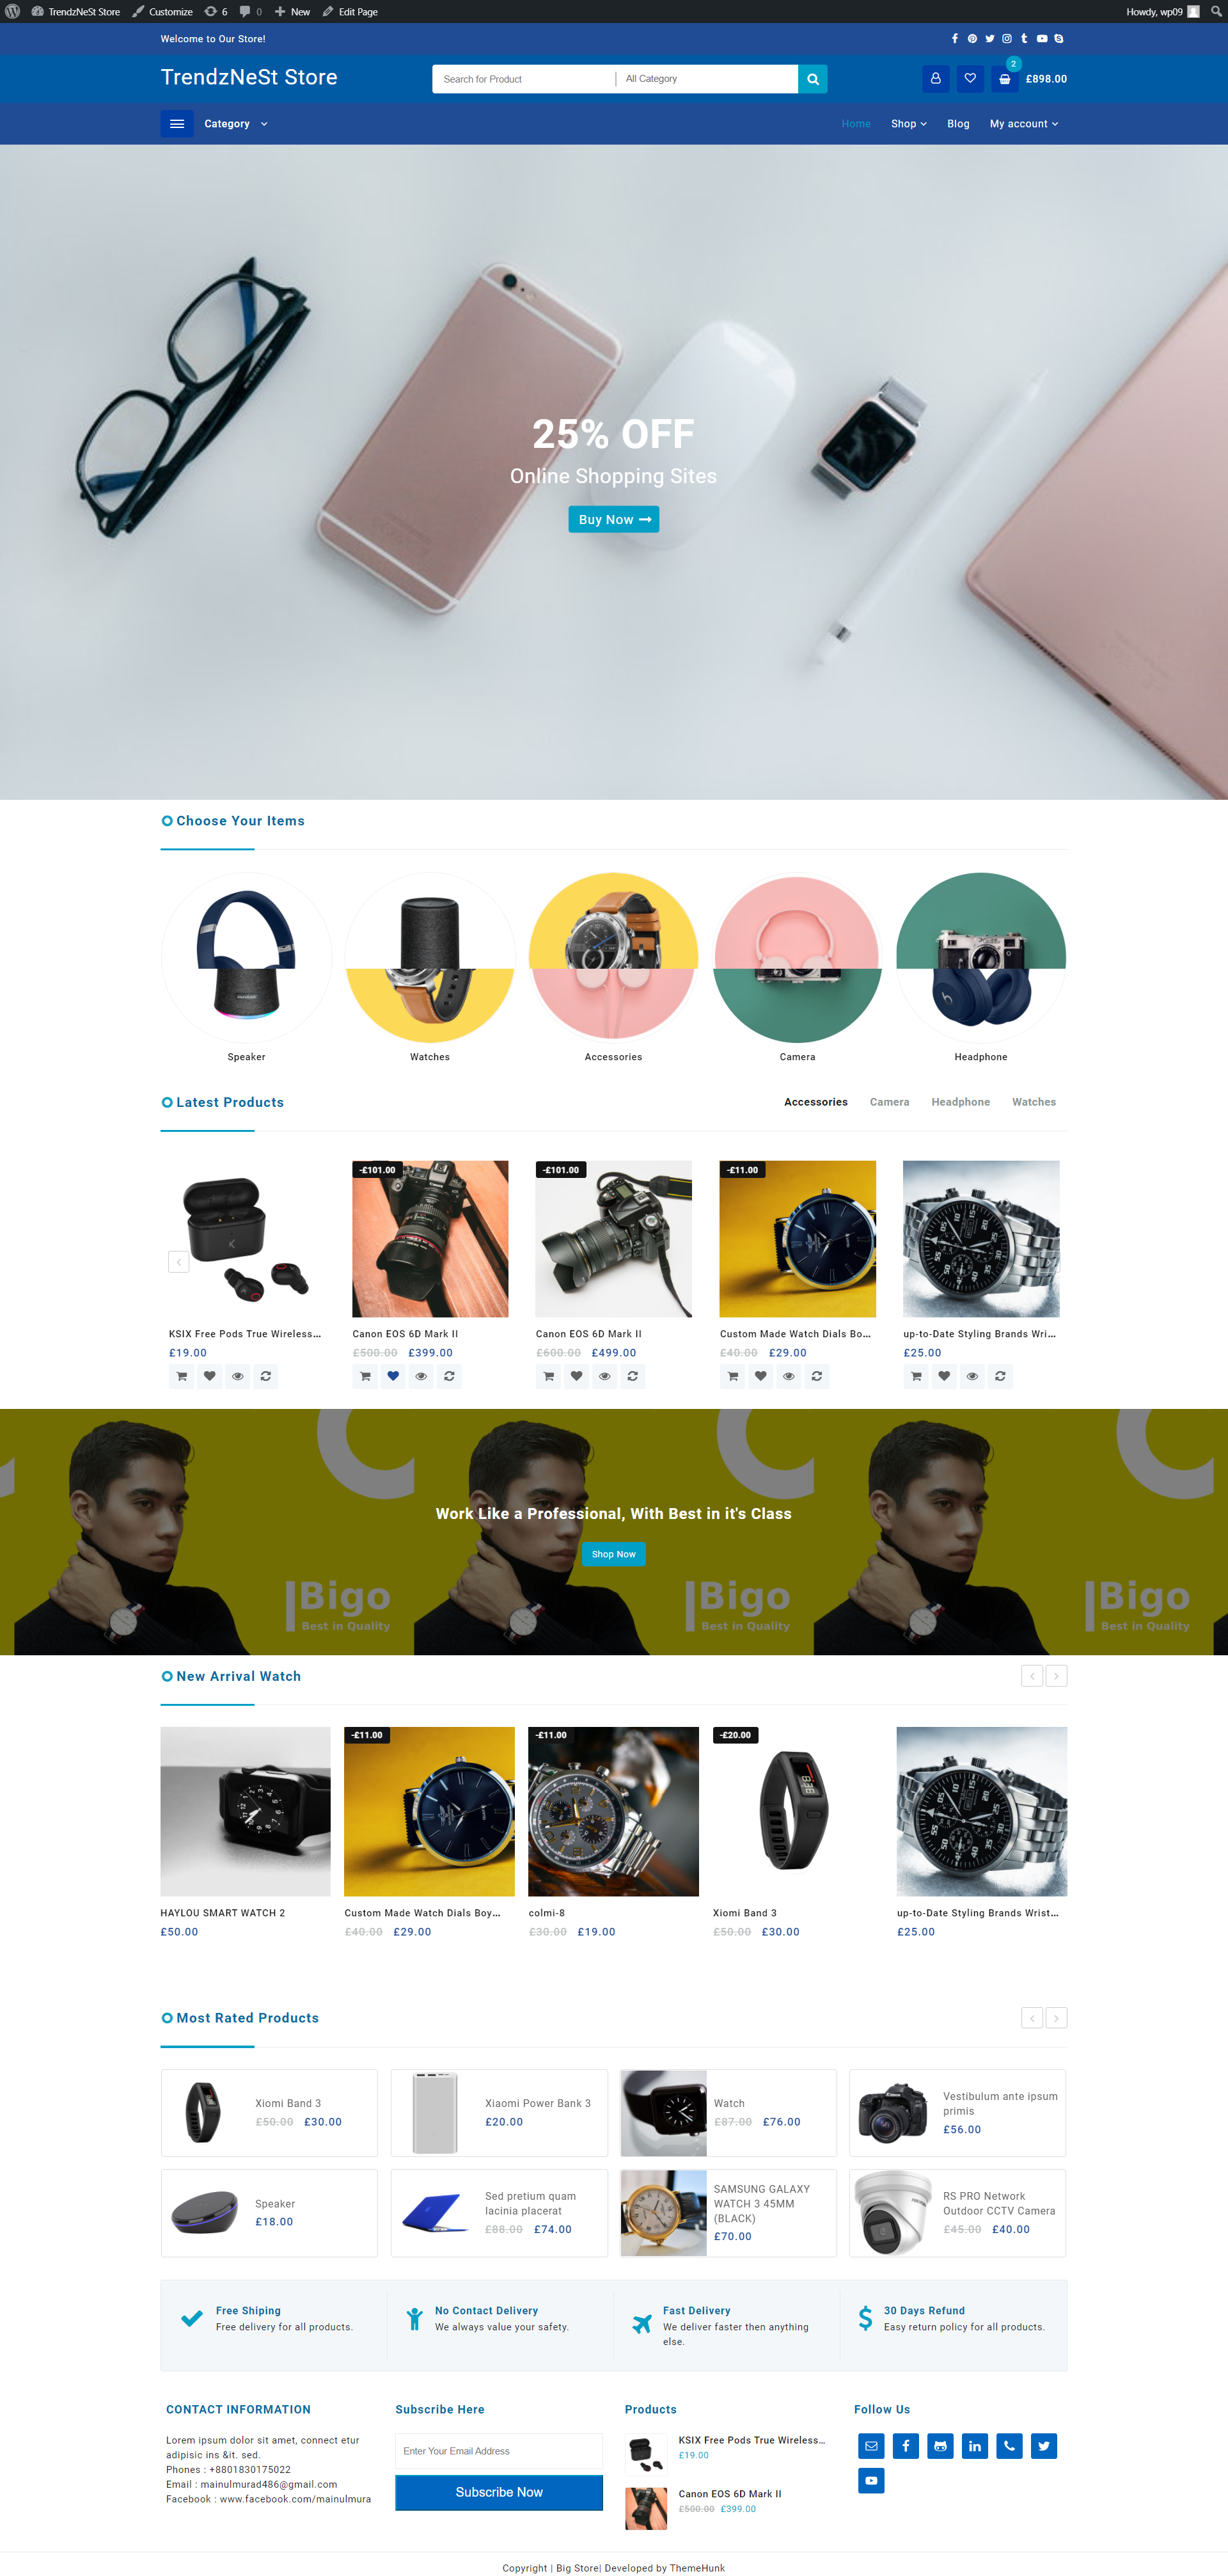 TrendzNeSt Store Customize 6 0 New Edit Page Howdy, wp09
Welcome to Our Store!
TrendzNeSt Store Search for Product All Category 2 £898.00
Category Home Shop Blog My account
25% OFF
Online Shopping Sites
Buy Now
Choose Your Items
Speaker Watches Accessories Camera Headphone
Latest Products Accessories Camera Headphone Watches
-£101.00 -£101.00 -£11.00
KSIX Free Pods True Wireless... Canon EOS 6D Mark II Canon EOS 6D Mark II Custom Made Watch Dials Bo... up-to-Date Styling Brands Wri...
£19.00 £500.00 £399.00 £600.00 £499.00 £40.00 £29.00 £25.00
Work Like a Professional, With Best in it's Class
Shop Now
Bigo Bigo Bigo
Best in Quality Best in Quality Best in Quality
New Arrival Watch
-£11.00 -£11.00 -£20.00
HAYLOU SMART WATCH 2 Custom Made Watch Dials Boy... colmi-8 Xiomi Band 3 up-to-Date Styling Brands Wrist...
£50.00 £40.00 £29.00 £30.00 £19.00 £50.00 £30.00 £25.00
Most Rated Products
Xiomi Band 3
£50.00 £30.00
Xiaomi Power Bank 3
£20.00
Watch
£87.00 £76.00
Vestibulum ante ipsum
primis
£56.00
Speaker
£18.00
Sed pretium quam
lacinia placerat
£88.00 £74.00
SAMSUNG GALAXY
WATCH 3 45MM
(BLACK)
£70.00
RS PRO Network
Outdoor CCTV Camera
£45.00 £40.00
Free Shiping
Free delivery for all products.
No Contact Delivery
We always value your safety.
Fast Delivery
We deliver faster then anything
else.
30 Days Refund
Easy return policy for all products.
CONTACT INFORMATION
Lorem ipsum dolor sit amet, connect etur
adipisic ins &it. sed.
Phones : +8801830175022
Email : mainulmurad486@gmail.com
Facebook : www.facebook.com/mainulmura
Subscribe Here
Enter Your Email Address
Subscribe Now
Products
KSIX Free Pods True Wireless...
£19.00
Canon EOS 6D Mark II
£500.00 £399.00
Follow Us
Copyright | Big Store| Developed by ThemeHunk